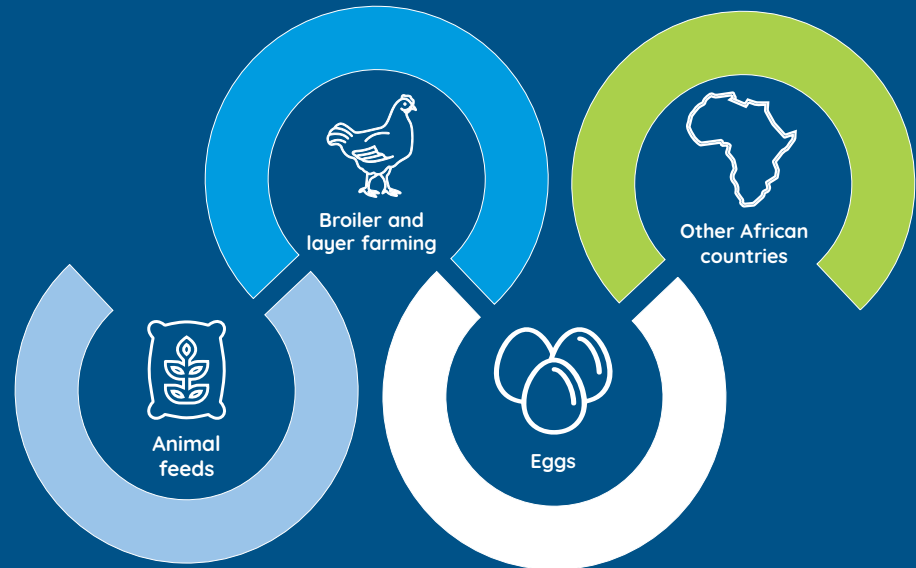 Broiler and
layer farming
Other African
countries
Animal
feeds
Eggs